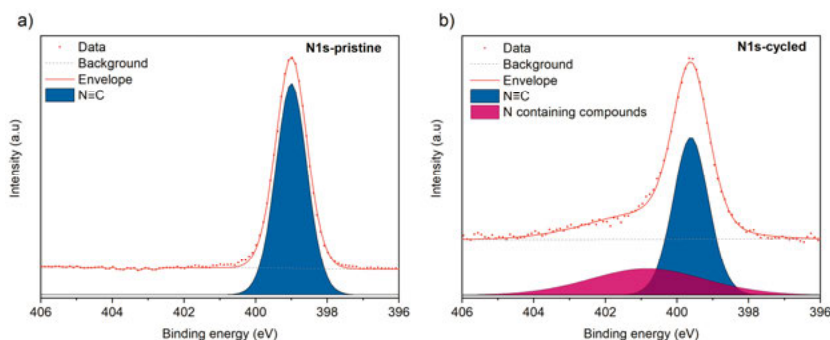 a)
N1s-pristine
Data
Background
Envelope
N≡C
Intensity (a.u)
406 404 402 400 398 396
Binding energy (eV)
b)
N1s-cycled
Data
Background
Envelope
N≡C
N containing compounds
Intensity (a.u)
406 404 402 400 398 396
Binding energy (eV)